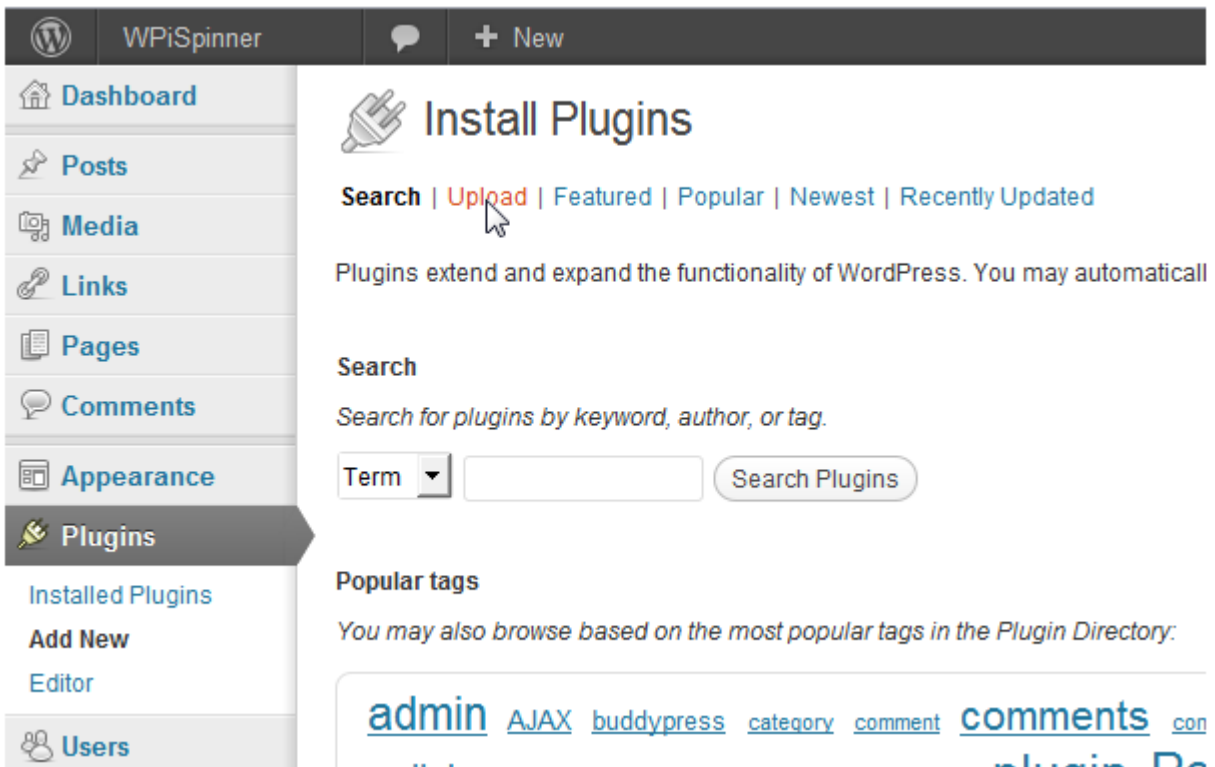 WPiSpinner + New
Dashboard
Posts
Media
Links
Pages
Comments
Appearance
Plugins
Installed Plugins
Add New
Editor
Users
Install Plugins
Search | Upload | Featured | Popular | Newest | Recently Updated
Plugins extend and expand the functionality of WordPress. You may automaticall
Search
Search for plugins by keyword, author, or tag.
Term Search Plugins
Popular tags
You may also browse based on the most popular tags in the Plugin Directory:
admin AJAX buddypress category comment comments con
plugin